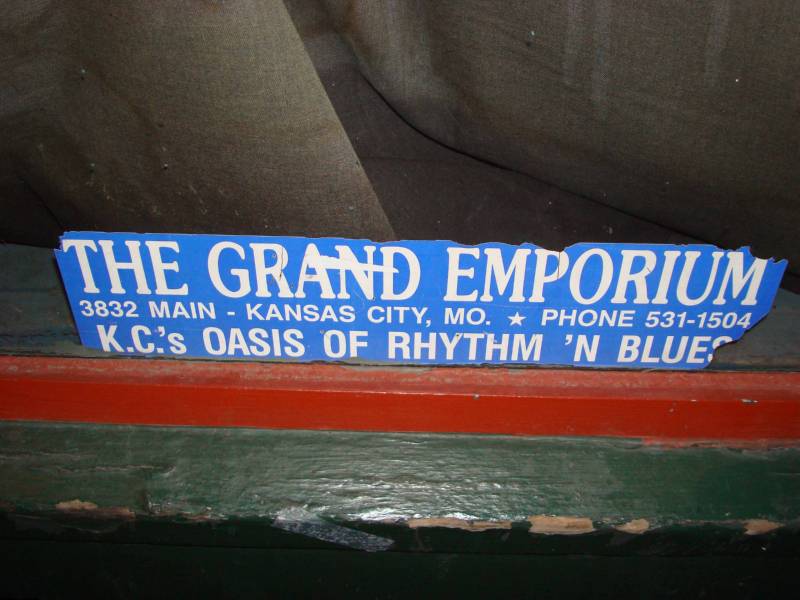 THE GRAND EMPORIUM
3832 MAIN - KANSAS CITY, MO. ★ PHONE 531-1504
K.C.'s OASIS OF RHYTHM 'N BLUES